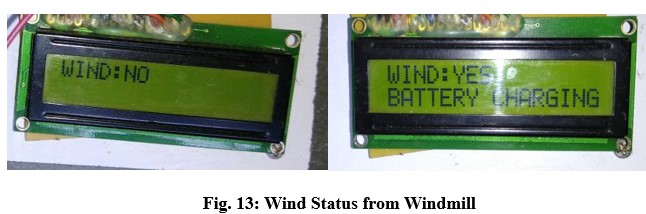 WIND:NO
WIND:YES
BATTERY CHARGING
Fig. 13: Wind Status from Windmill